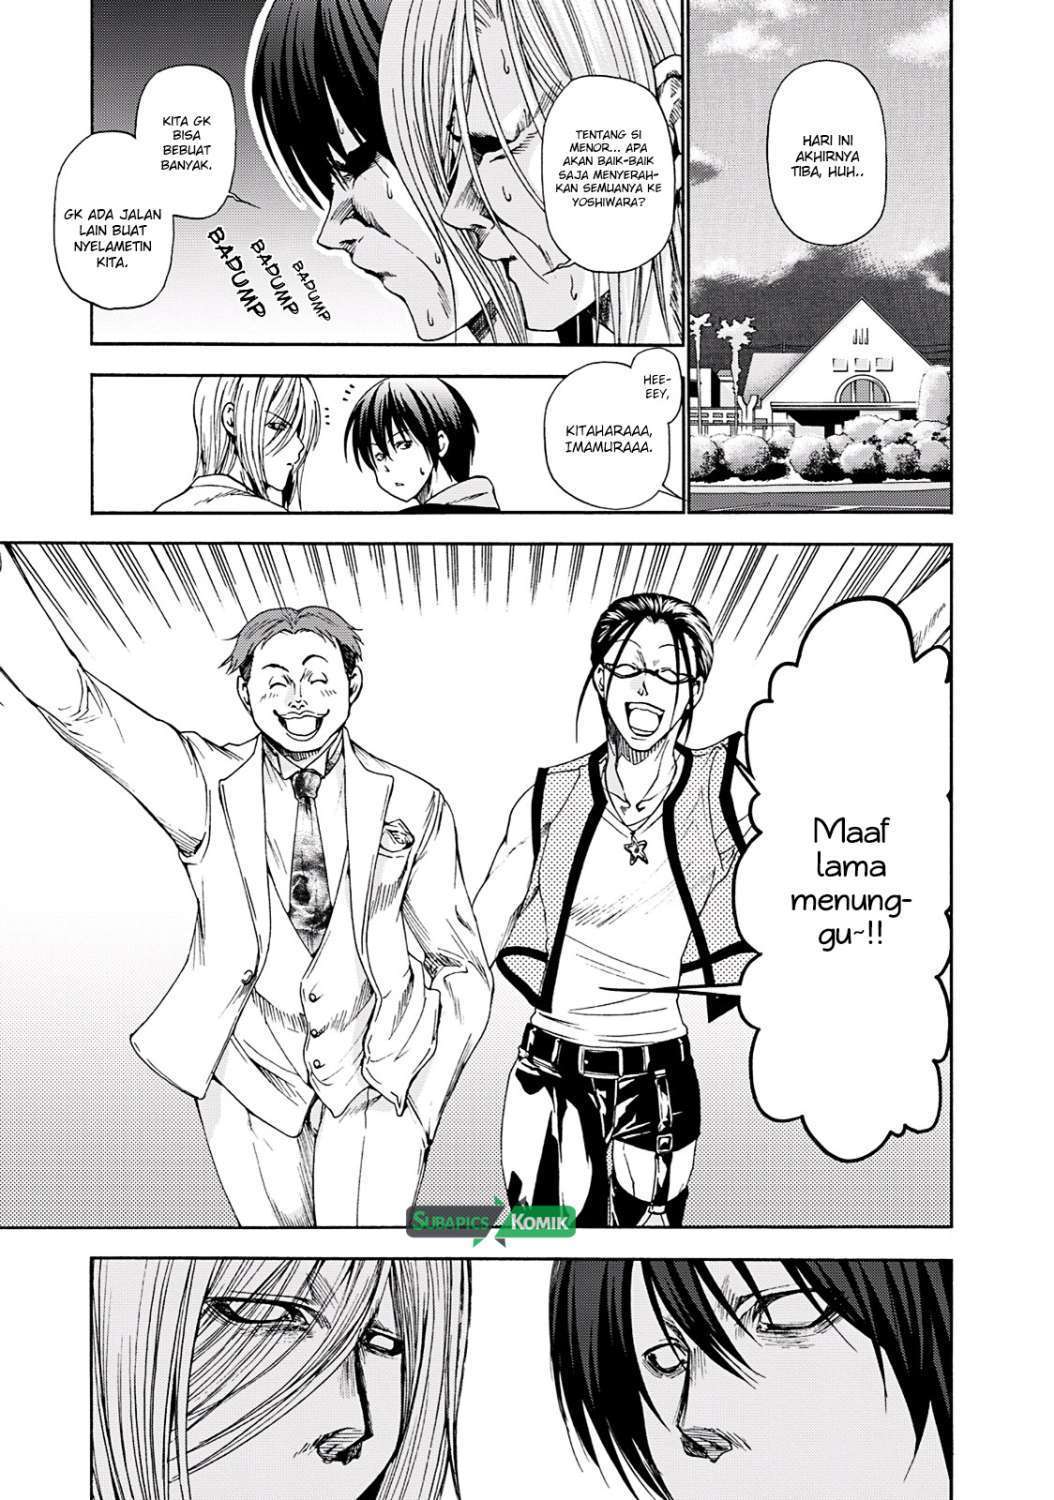 HARI INI
AKHIRNYA
TIBA, HUH..
TENTANG SI
MENOR... APA
AKAN BAIK-BAIK
SAJA MENYERAH-
KAN SEMUANYA KE
YOSHIWARA?
KITA GK
BISA
BEBUAT
BANYAK.
GK ADA JALAN
LAIN BUAT
NYELAMETIN
KITA.
BADUMP
BADUMP
BADUMP
HEE-
EEY,
KITAHARAAA,
IMAMURAAA.
Maaf
lama
menung-
gu~!!
SUBAPICS KOMIK